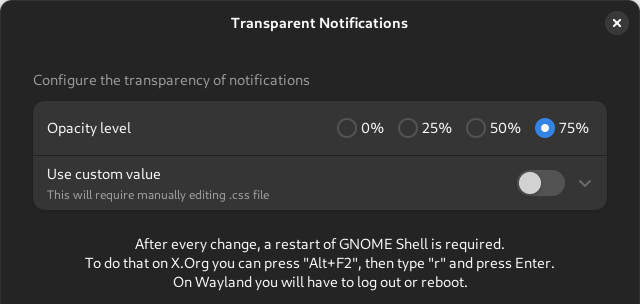 Transparent Notifications
Configure the transparency of notifications
Opacity level 0% 25% 50% 75%
Use custom value
This will require manually editing .css file
After every change, a restart of GNOME Shell is required.
To do that on X.Org you can press "Alt+F2", then type "r" and press Enter.
On Wayland you will have to log out or reboot.